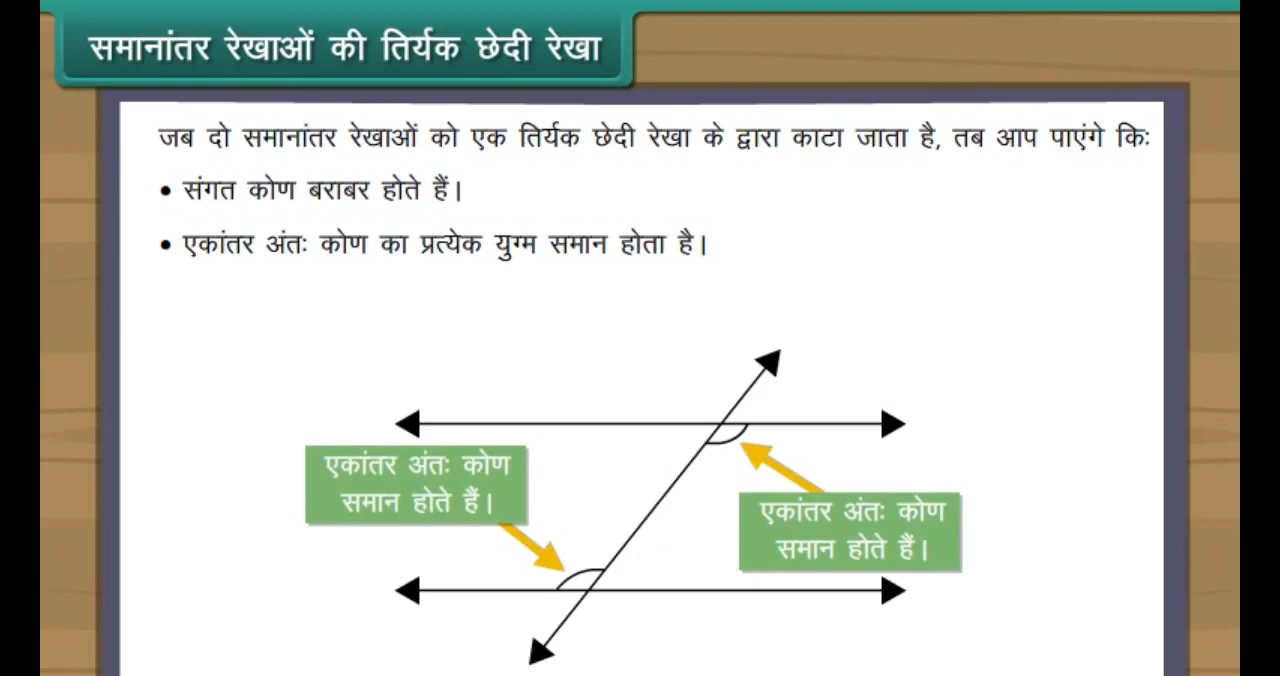 समानांतर रेखाओं की तिर्यक छेदी रेखा
जब दो समानांतर रेखाओं को एक तिर्यक छेदी रेखा के द्वारा काटा जाता है, तब आप पाएंगे किः
• संगत कोण बराबर होते हैं।
• एकांतर अंतः कोण का प्रत्येक युग्म समान होता है।
एकांतर अंतः कोण
समान होते हैं।
एकांतर अंतः कोण
समान होते हैं।